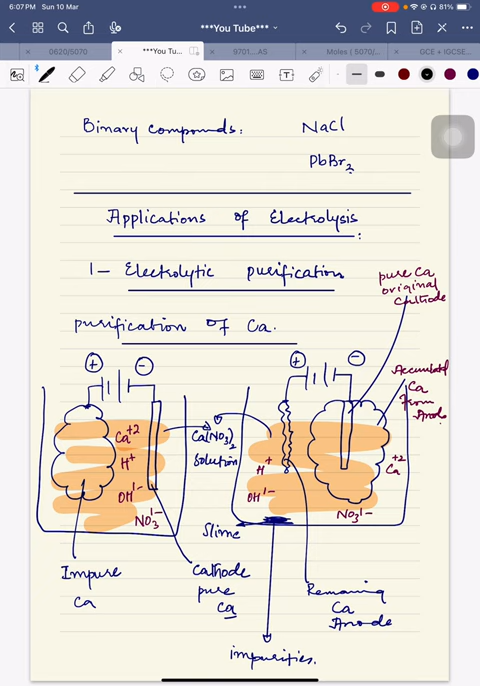 6:07 PM Sun 10 Mar
81%
***You Tube***
0620/5070
***You Tu...
9701....AS
Moles ( 5070/...
GCE + IGCSE...
Binary compounds: NaCl
PbBr2
Applications of Electrolysis:
1- Electrolytic purification
purification of Ca.
pure Ca
original
Cathode
Accumulated
Ca
from Anode
+ - + -
Ca+2
H+
OH1-
NO31-
Ca(NO3)2
solution
H+
OH1-
Ca+2
NO31-
Slime
Impure
Ca
Cathode
pure
Ca
Remaining
Ca
Anode
impurities.